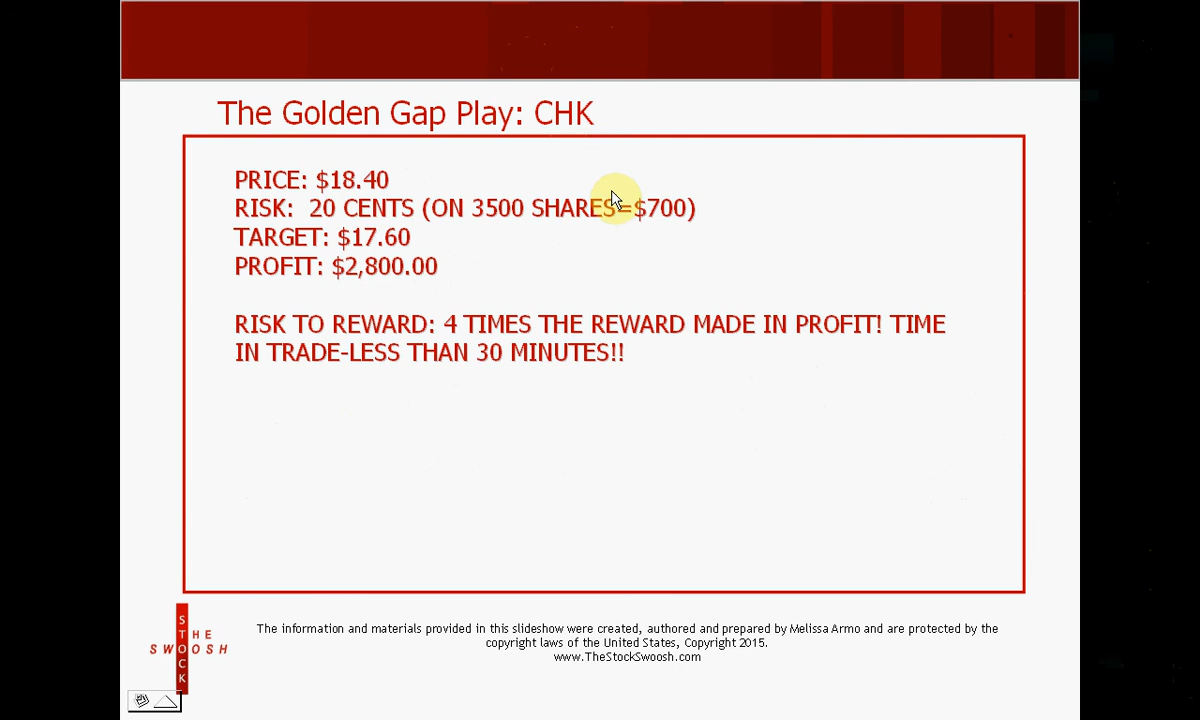 The Golden Gap Play: CHK
PRICE: $18.40
RISK:  20 CENTS (ON 3500 SHARES=$700)
TARGET: $17.60
PROFIT: $2,800.00
RISK TO REWARD: 4 TIMES THE REWARD MADE IN PROFIT! TIME
IN TRADE-LESS THAN 30 MINUTES!!
THE
STOCK
SWOOSH
The information and materials provided in this slideshow were created, authored and prepared by Melissa Armo and are protected by the
copyright laws of the United States, Copyright 2015.
www.TheStockSwoosh.com